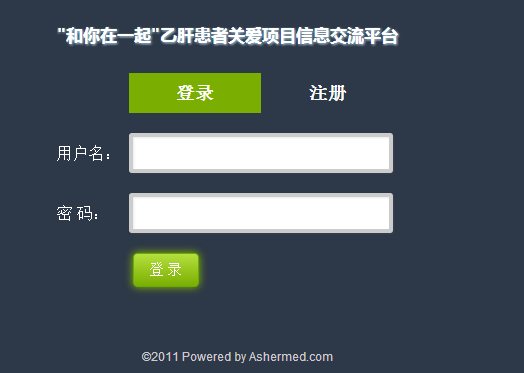 "和你在一起"乙肝患者关爱项目信息交流平台
登录 注册
用户名：
密 码：
登 录
©2011 Powered by Ashermed.com